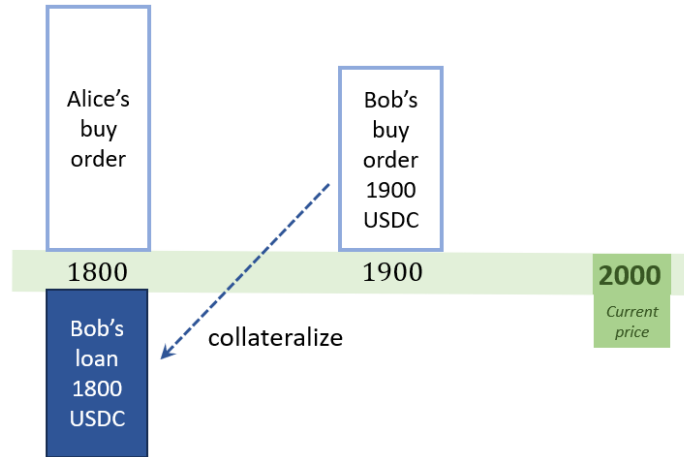 Alice's
buy
order
Bob's
buy
order
1900
USDC
1800
1900
2000
Current
price
Bob's
loan
1800
USDC
collateralize